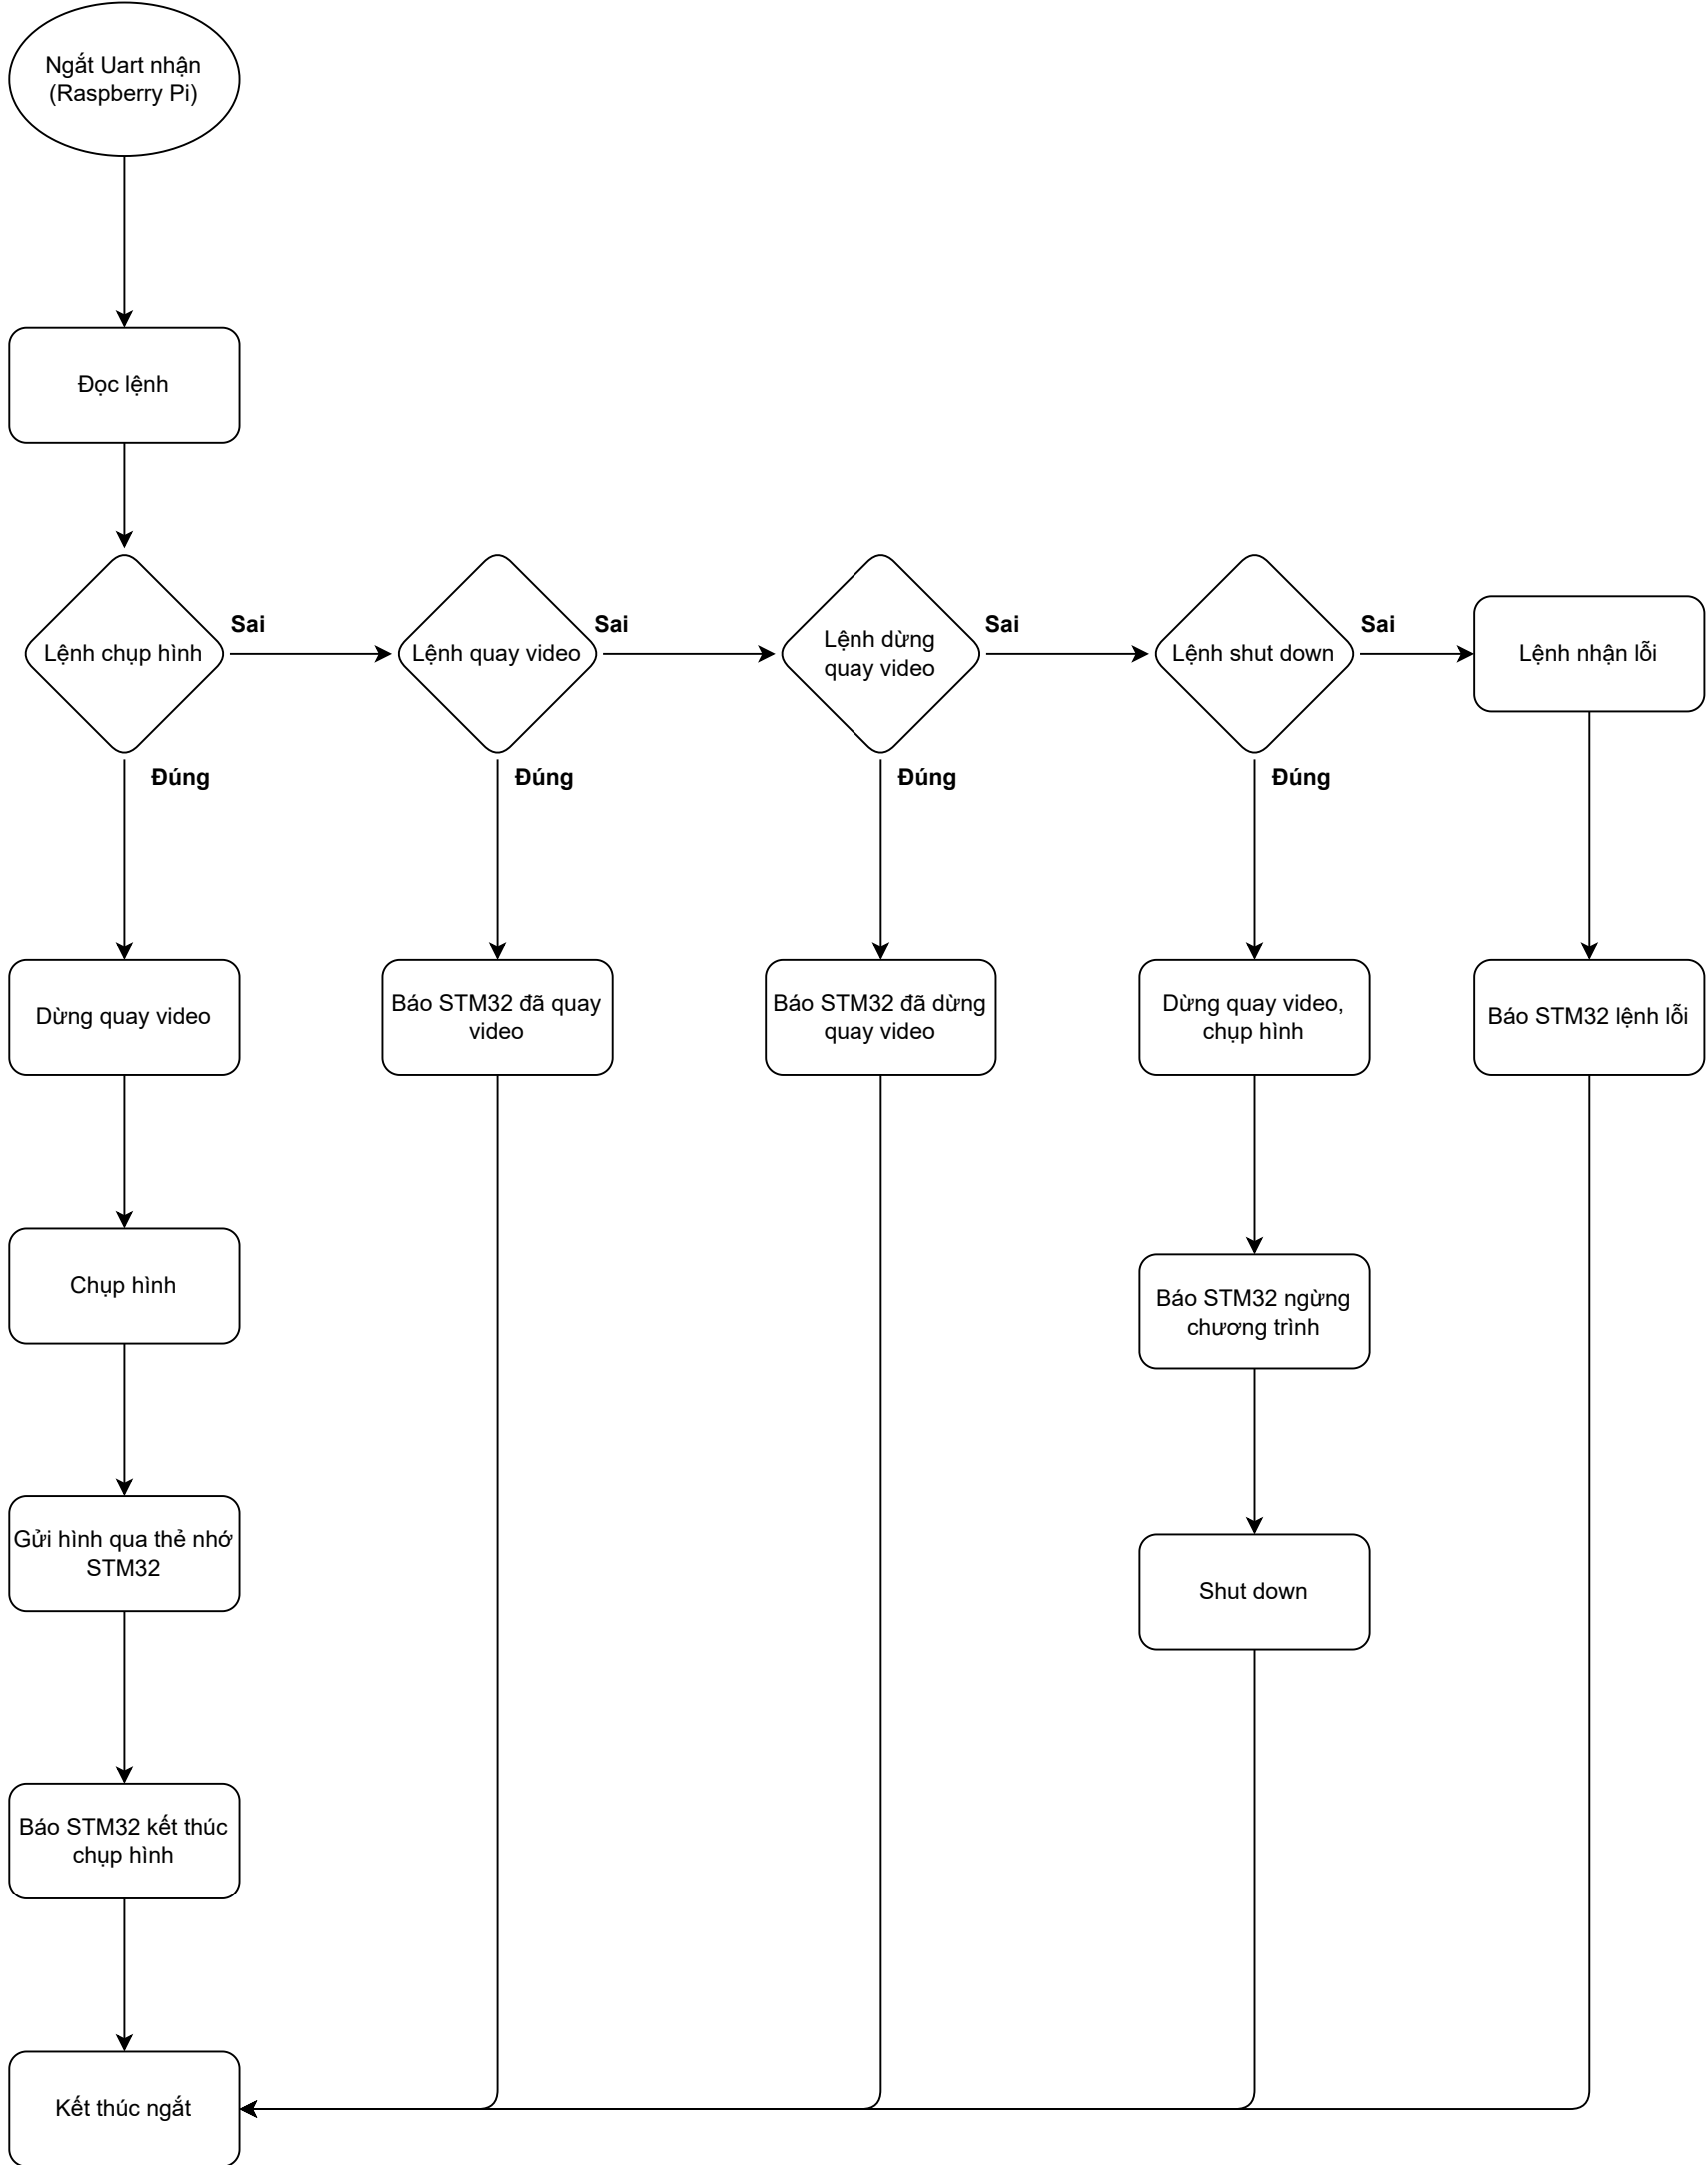 Ngắt Uart nhận
(Raspberry Pi)
Đọc lệnh
Lệnh chụp hình
Sai
Lệnh quay video
Sai
Lệnh dừng
quay video
Sai
Lệnh shut down
Sai
Lệnh nhận lỗi
Đúng
Đúng
Đúng
Đúng
Dừng quay video
Báo STM32 đã quay
video
Báo STM32 đã dừng
quay video
Dừng quay video,
chụp hình
Báo STM32 lệnh lỗi
Chụp hình
Báo STM32 ngừng
chương trình
Gửi hình qua thẻ nhớ
STM32
Shut down
Báo STM32 kết thúc
chụp hình
Kết thúc ngắt